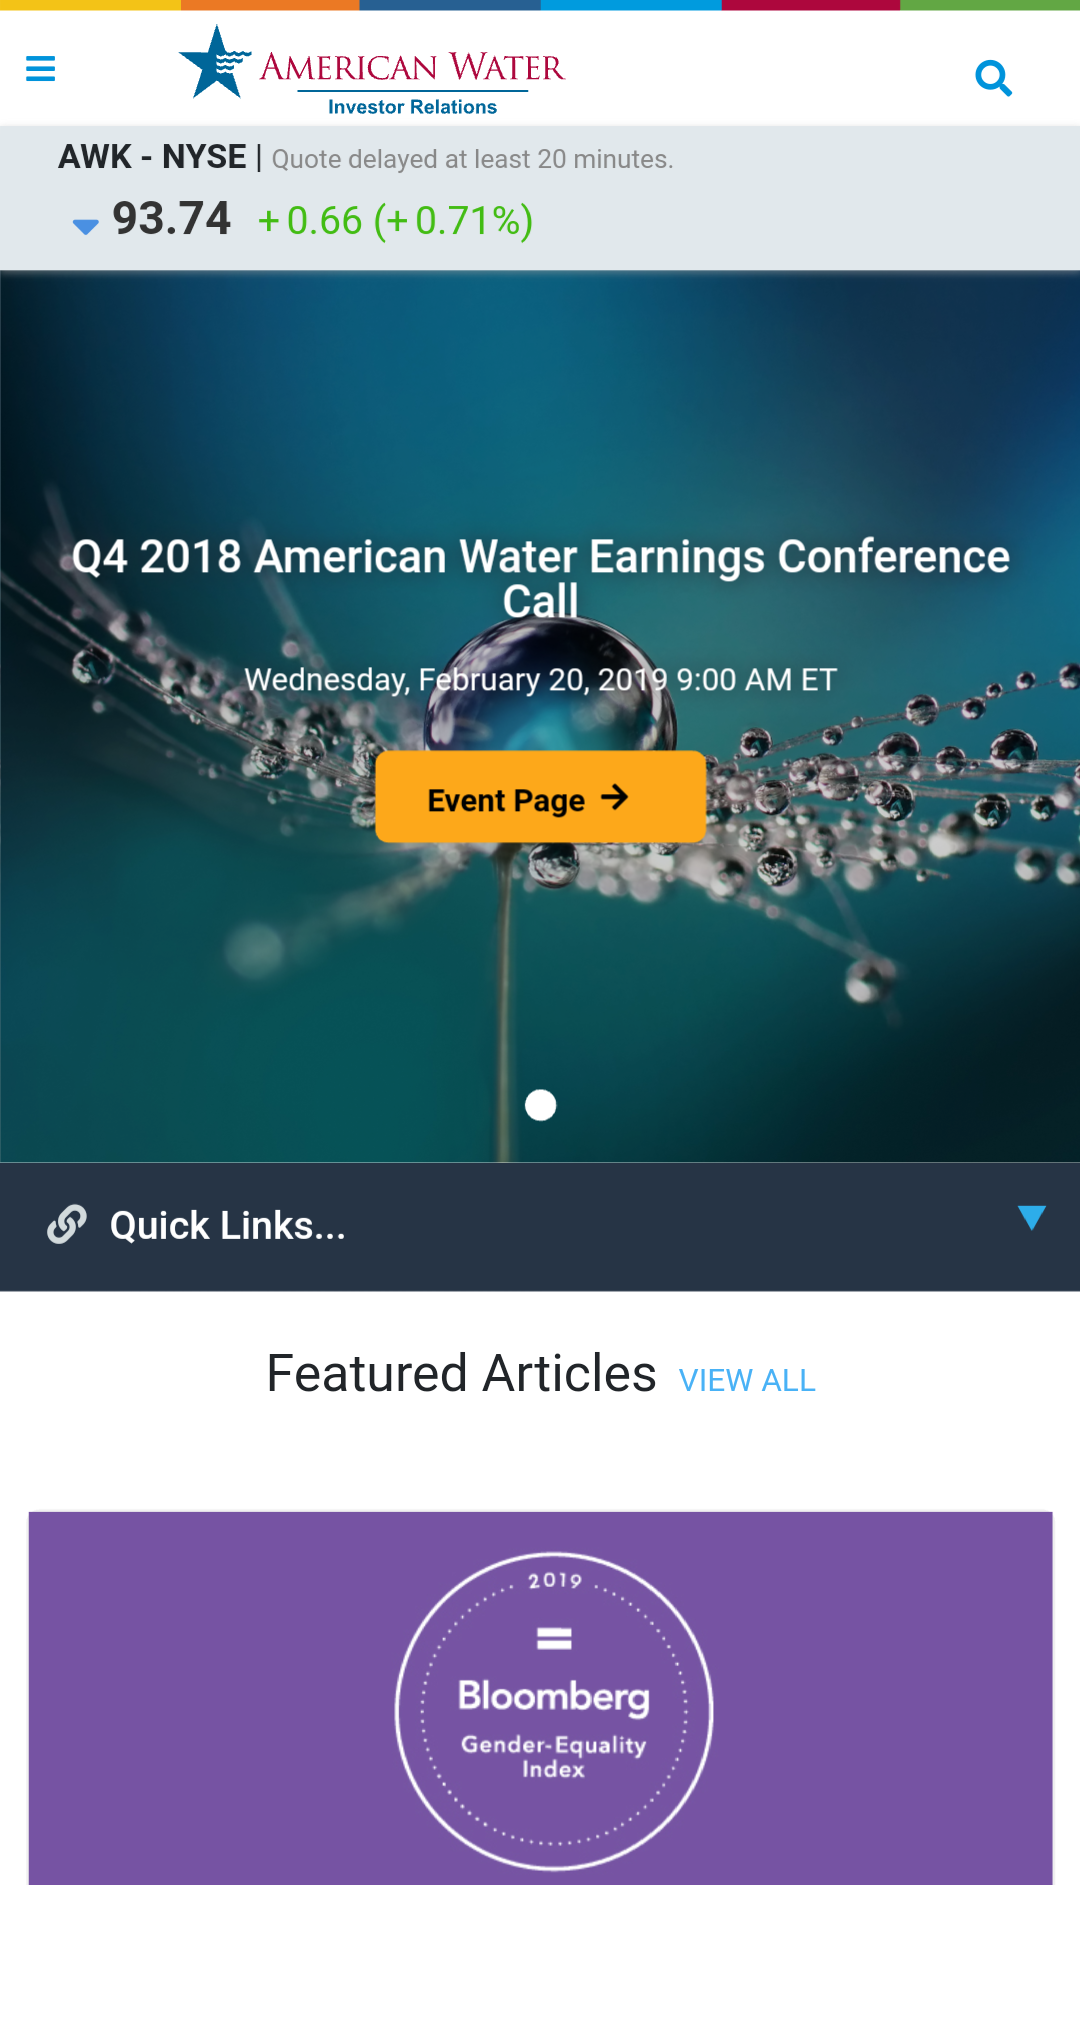 AMERICAN WATER
Investor Relations
AWK - NYSE | Quote delayed at least 20 minutes.
93.74 +0.66 (+0.71%)
Q4 2018 American Water Earnings Conference
Call
Wednesday, February 20, 2019 9:00 AM ET
Event Page
Quick Links...
Featured Articles VIEW ALL
2019
Bloomberg
Gender-Equality
Index